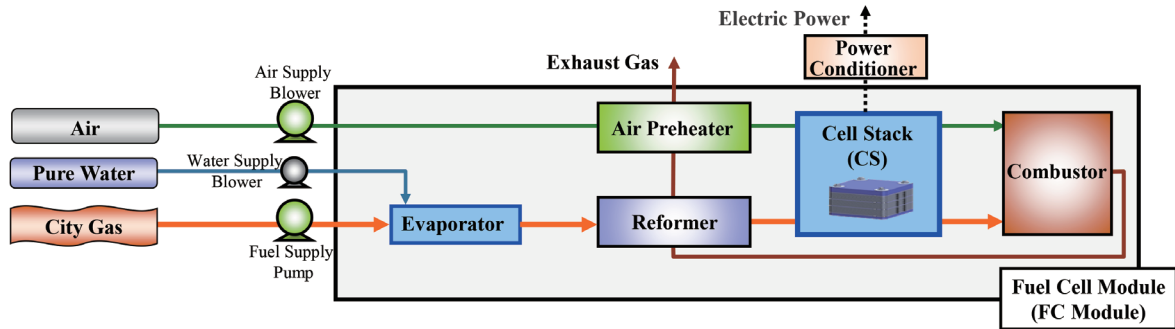 Electric Power
Power
Conditioner
Exhaust Gas
Air Supply
Blower
Air
Air Preheater
Cell Stack
(CS)
Combustor
Water Supply
Blower
Pure Water
City Gas
Evaporator
Reformer
Fuel Supply
Pump
Fuel Cell Module
(FC Module)